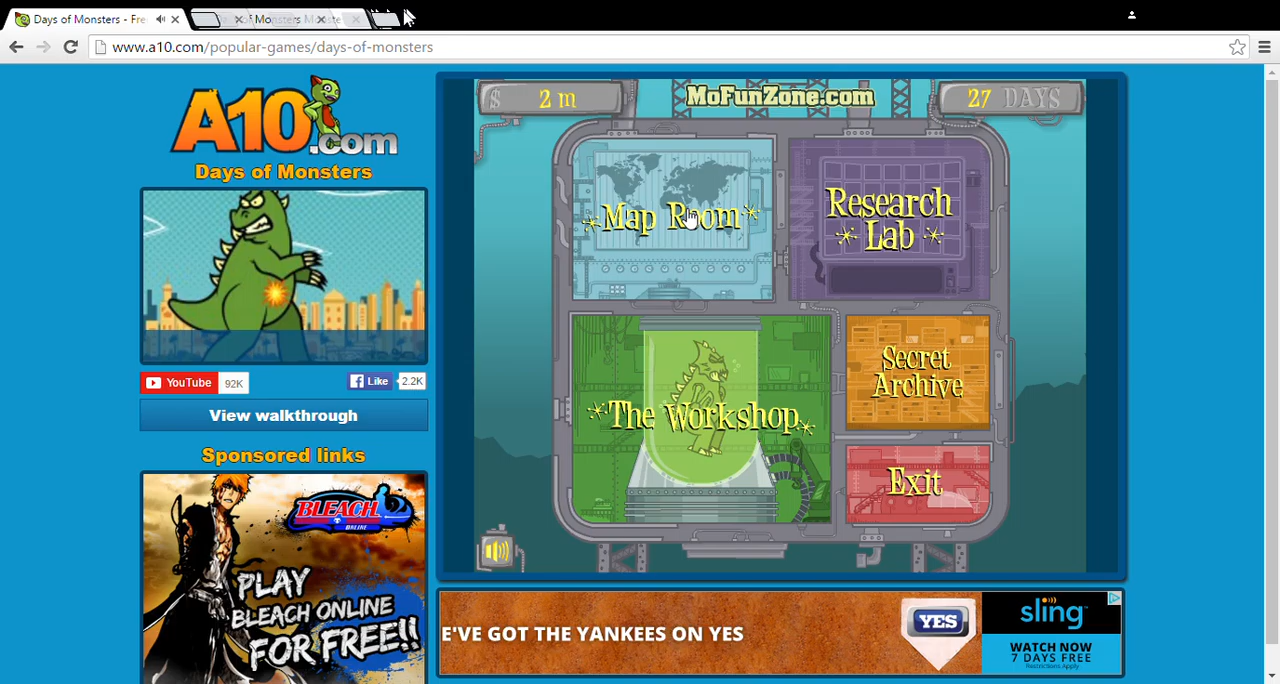 Days of Monsters - Fre
www.a10.com/popular-games/days-of-monsters
A10.com
Days of Monsters
YouTube 92K
Like 2.2K
View walkthrough
Sponsored links
BLEACH
ONLINE
PLAY
BLEACH ONLINE
FOR FREE!!
$ 2 m
MoFunZone.com
27 DAYS
Map Room
Research
Lab
The Workshop
Secret
Archive
Exit
E'VE GOT THE YANKEES ON YES
YES
sling
WATCH NOW
7 DAYS FREE
Restrictions Apply